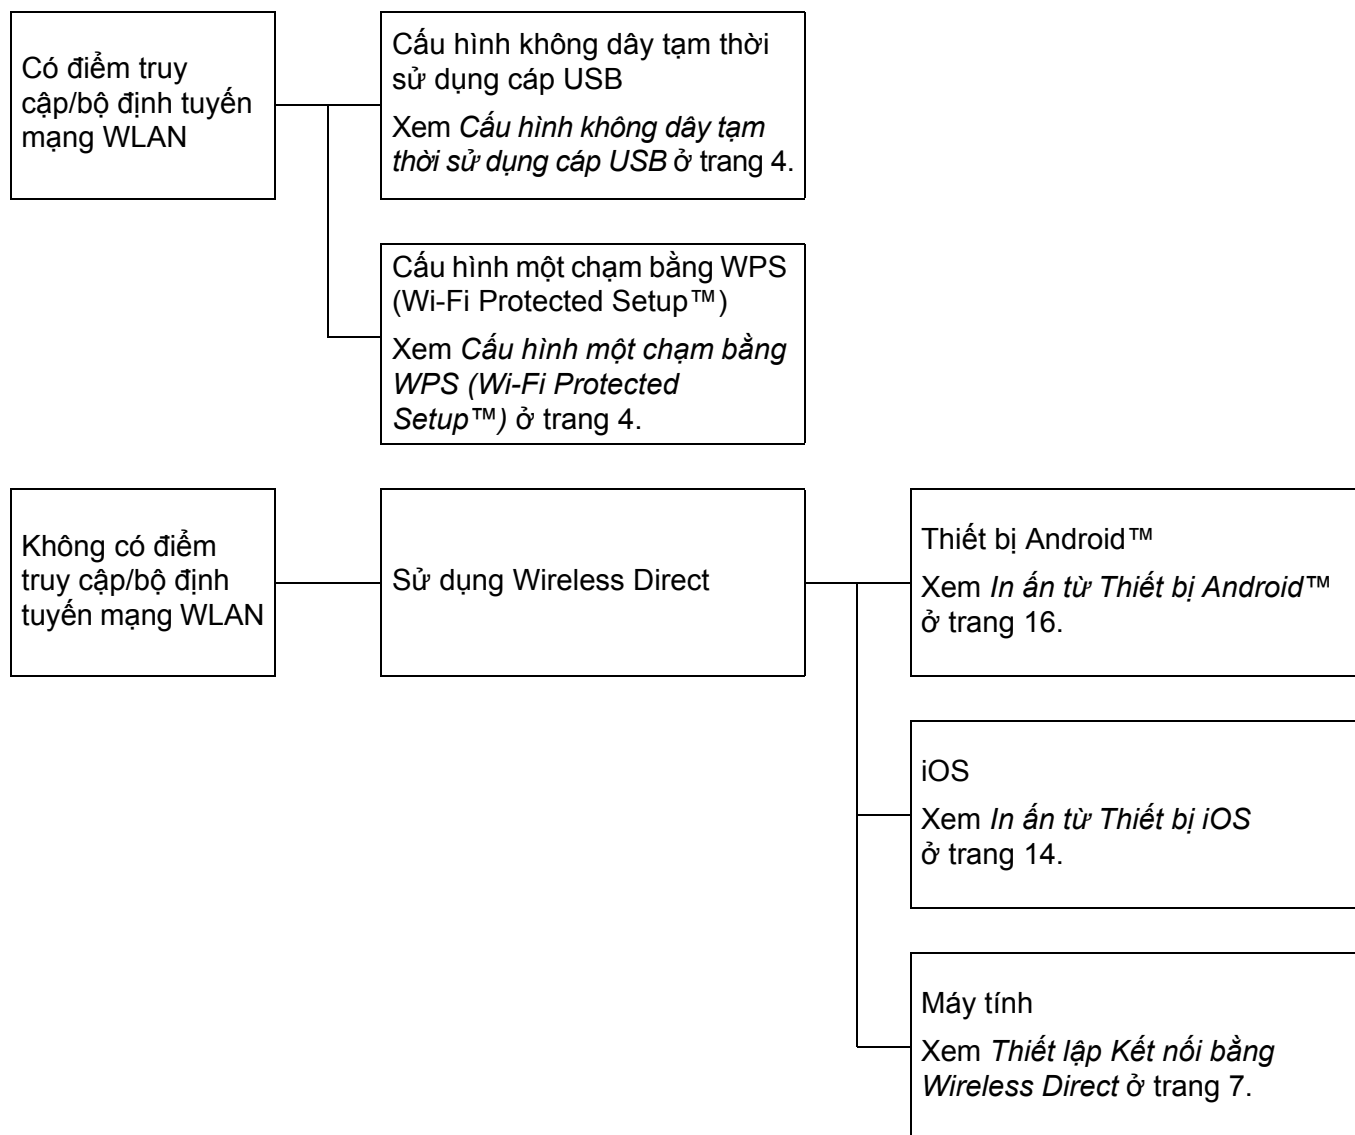 Có điểm truy
cập/bộ định tuyến
mạng WLAN
Cấu hình không dây tạm thời
sử dụng cáp USB
Xem Cấu hình không dây tạm
thời sử dụng cáp USB ở trang 4.
Cấu hình một chạm bằng WPS
(Wi-Fi Protected Setup™)
Xem Cấu hình một chạm bằng
WPS (Wi-Fi Protected
Setup™) ở trang 4.
Không có điểm
truy cập/bộ định
tuyến mạng WLAN
Sử dụng Wireless Direct
Thiết bị Android™
Xem In ấn từ Thiết bị Android™
ở trang 16.
iOS
Xem In ấn từ Thiết bị iOS
ở trang 14.
Máy tính
Xem Thiết lập Kết nối bằng
Wireless Direct ở trang 7.